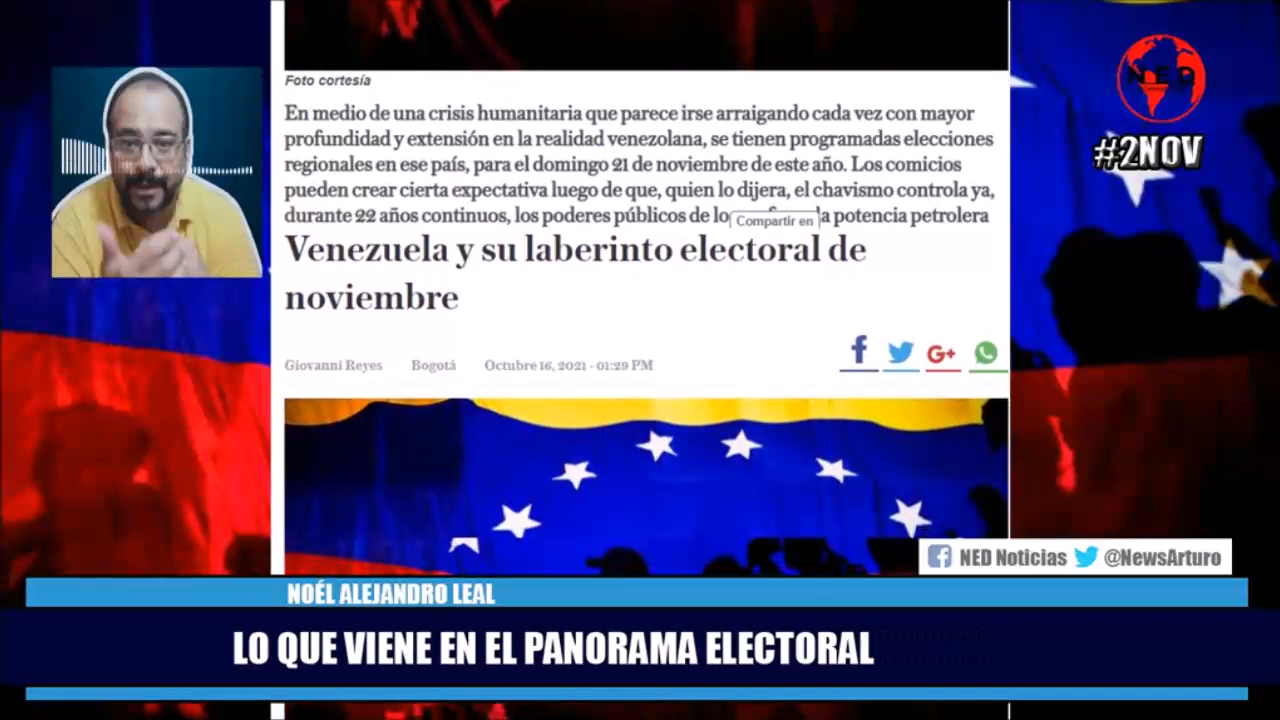 Foto cortesía
En medio de una crisis humanitaria que parece irse arraigando cada vez con mayor
profundidad y extensión en la realidad venezolana, se tienen programadas elecciones
regionales en ese país, para el domingo 21 de noviembre de este año. Los comicios
pueden crear cierta expectativa luego de que, quien lo dijera, el chavismo controla ya,
durante 22 años continuos, los poderes públicos de lo la potencia petrolera
Compartir en
Venezuela y su laberinto electoral de
noviembre
Giovanni Reyes Bogotá Octubre 16, 2021 - 01:29 PM
f G+
NED
#2NOV
NED Noticias @NewsArturo
NOÉL ALEJANDRO LEAL
LO QUE VIENE EN EL PANORAMA ELECTORAL